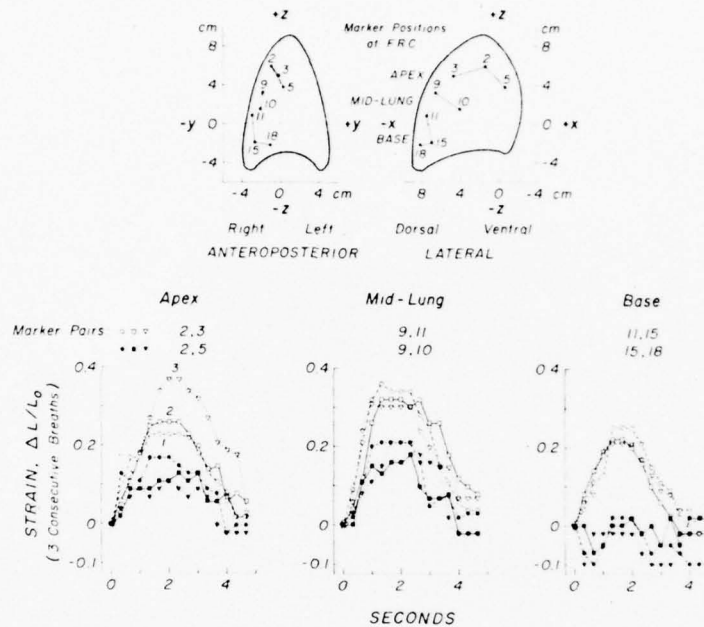 +z
+z
cm
Marker Positions
at FRC
cm
8
8
2
3
2
3
APEX
4
9
5
9
5
4
10
MID-LUNG
10
-y
0
11
+y
-x
11
0
+x
15
18
BASE
15
18
-4
-4
-4 0 4 cm
8 4 0 cm
-z
-z
Right Left
Dorsal Ventral
ANTEROPOSTERIOR
LATERAL
Apex
Mid-Lung
Base
Marker Pairs
2,3
9,11
11,15
2,5
9,10
15,18
STRAIN, ΔL/L₀
(3 Consecutive Breaths)
0.4
0.4
0.4
3
2
0.2
0.2
0.2
1
0
0
0
-0.1
-0.1
-0.1
0 2 4
0 2 4
0 2 4
SECONDS